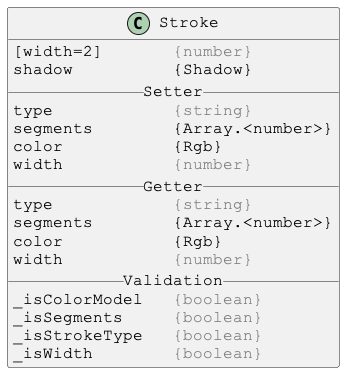 C Stroke
[width=2] {number}
shadow {Shadow}
Setter
type {string}
segments {Array.<number>}
color {Rgb}
width {number}
Getter
type {string}
segments {Array.<number>}
color {Rgb}
width {number}
Validation
_isColorModel {boolean}
_isSegments {boolean}
_isStrokeType {boolean}
_isWidth {boolean}